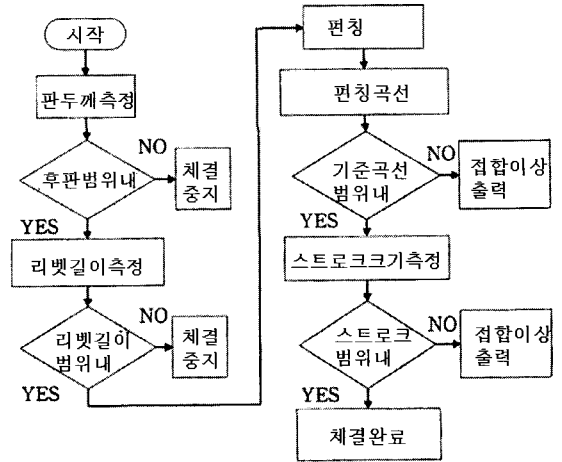 시작
판두께측정
후판범위내
NO
체결
중지
YES
리벳길이측정
리벳길이
범위내
NO
체결
중지
YES
펀칭
펀칭곡선
기준곡선
범위내
NO
접합이상
출력
YES
스트로크크기측정
스트로크
범위내
NO
접합이상
출력
YES
체결완료